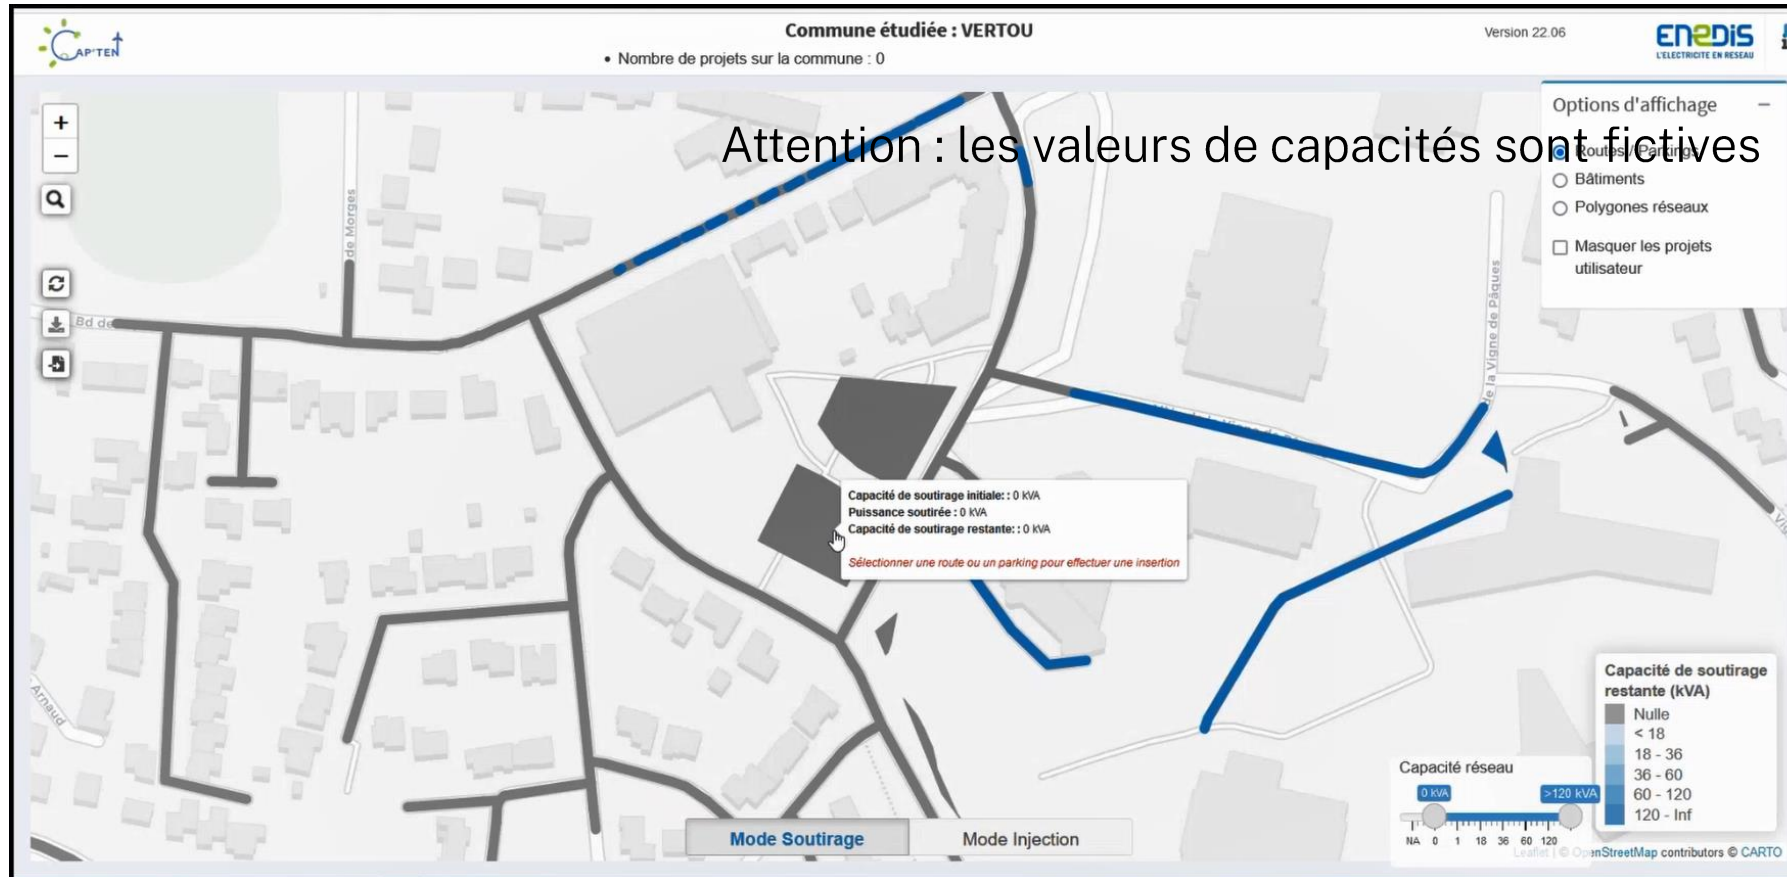 CAP'TEN
Commune étudiée : VERTOU
• Nombre de projets sur la commune : 0
Version 22.06
ENEDIS
L'ELECTRICITE EN RESEAU
Options d'affichage
Attention : les valeurs de capacités sont fictives
Routes / Parkings
Bâtiments
Polygones réseaux
Masquer les projets
utilisateur
+
−
de Morges
Bd de
de la Vigne de Pâques
Arnaud
Capacité de soutirage initiale: : 0 kVA
Puissance soutirée : 0 kVA
Capacité de soutirage restante: : 0 kVA
Sélectionner une route ou un parking pour effectuer une insertion
Capacité de soutirage
restante (kVA)
Nulle
< 18
18 - 36
36 - 60
60 - 120
120 - Inf
Capacité réseau
0 kVA >120 kVA
NA 0 1 18 36 60 120
Mode Soutirage Mode Injection
Leaflet | © OpenStreetMap contributors © CARTO